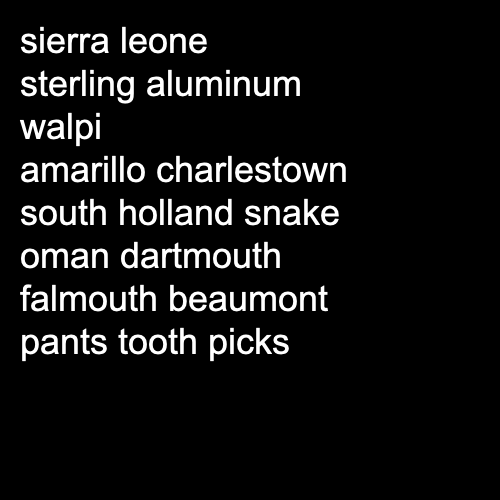 sierra leone
sterling aluminum
walpi
amarillo charlestown
south holland snake
oman dartmouth
falmouth beaumont
pants tooth picks